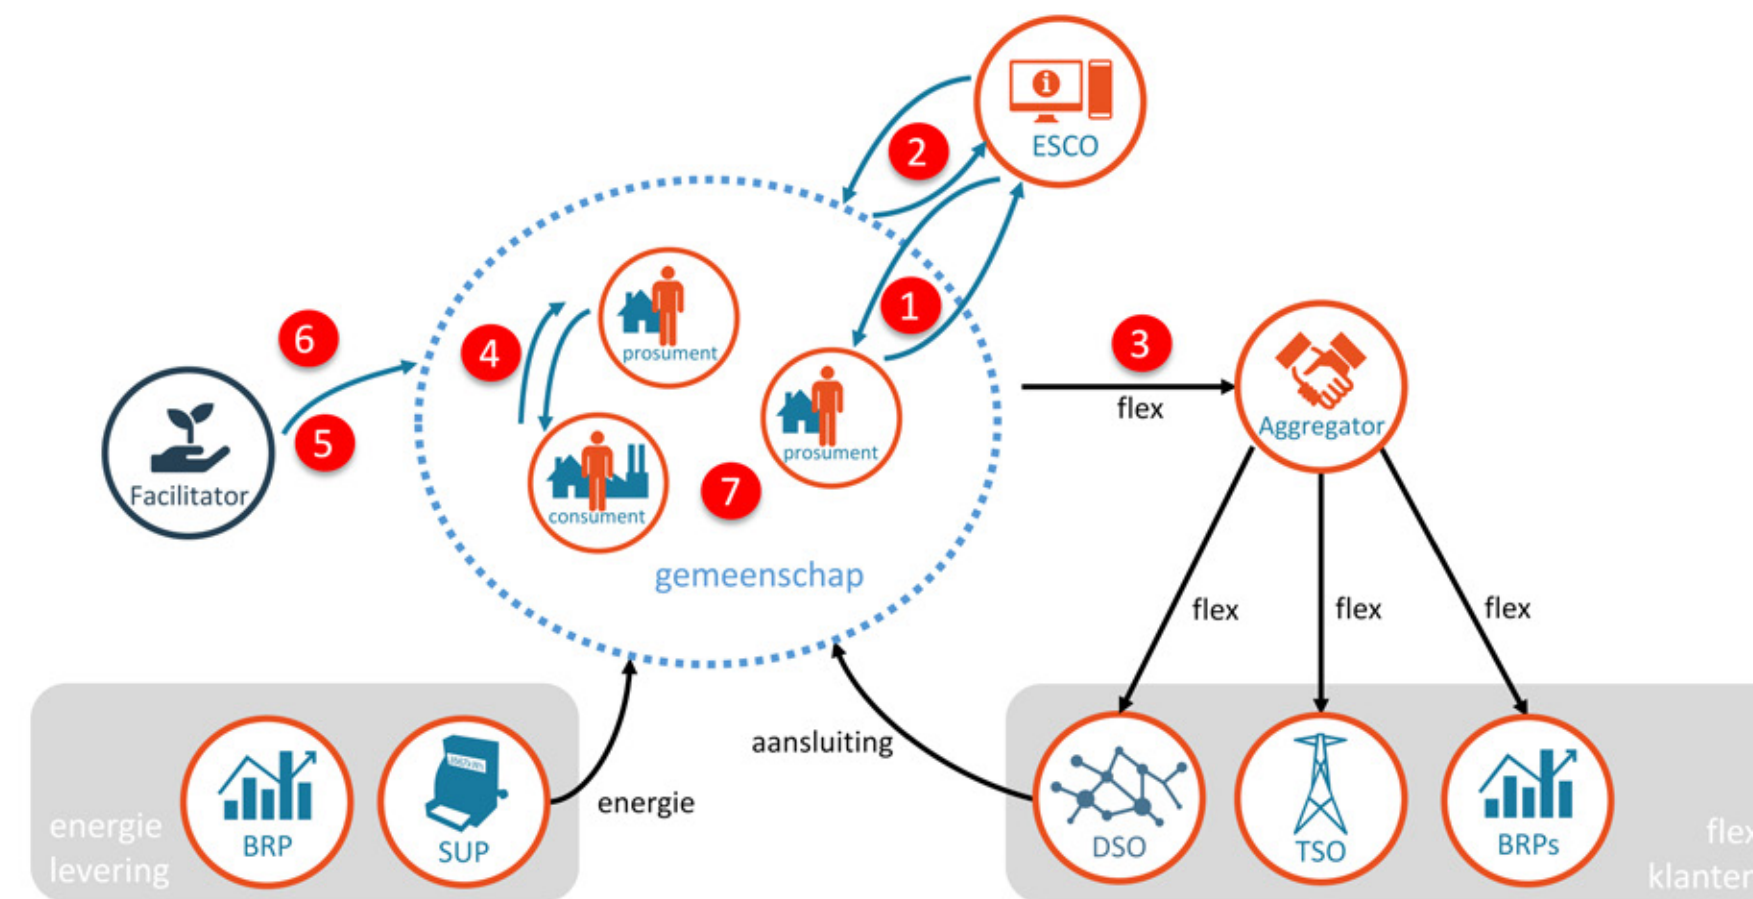 ESCO
2
1
prosument
4
6
5
Facilitator
prosument
consument
7
gemeenschap
3
flex
Aggregator
flex
flex
flex
aansluiting
energie
energie
levering
BRP
SUP
DSO
TSO
BRPs
flex
klanten